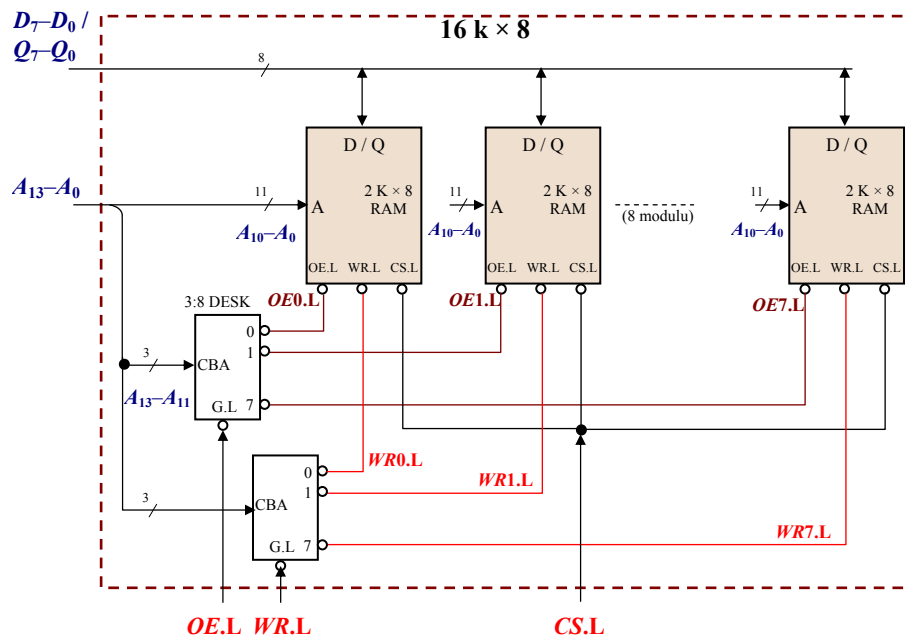 D7–D0 /
Q7–Q0
16 k × 8
8
D / Q
D / Q
D / Q
A13–A0
11
A
2 K × 8
RAM
11
A
2 K × 8
RAM
(8 modulu)
11
A
2 K × 8
RAM
A10–A0
A10–A0
A10–A0
OE.L WR.L CS.L
OE.L WR.L CS.L
OE.L WR.L CS.L
3:8 DESK
OE0.L
OE1.L
OE7.L
0
1
3
CBA
A13–A11
G.L 7
WR0.L
0
1
WR1.L
3
CBA
G.L 7
WR7.L
OE.L WR.L
CS.L